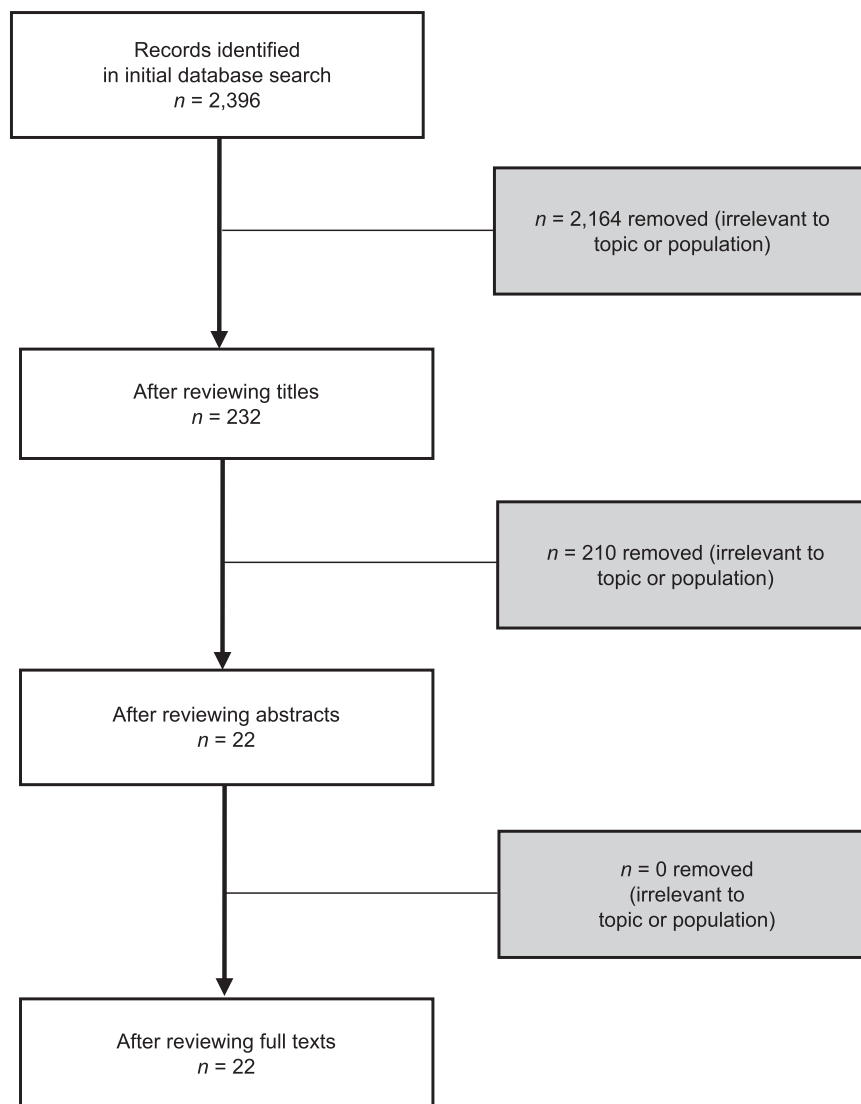 Records identified
in initial database search
n = 2,396
n = 2,164 removed (irrelevant to
topic or population)
After reviewing titles
n = 232
n = 210 removed (irrelevant to
topic or population)
After reviewing abstracts
n = 22
n = 0 removed
(irrelevant to
topic or population)
After reviewing full texts
n = 22